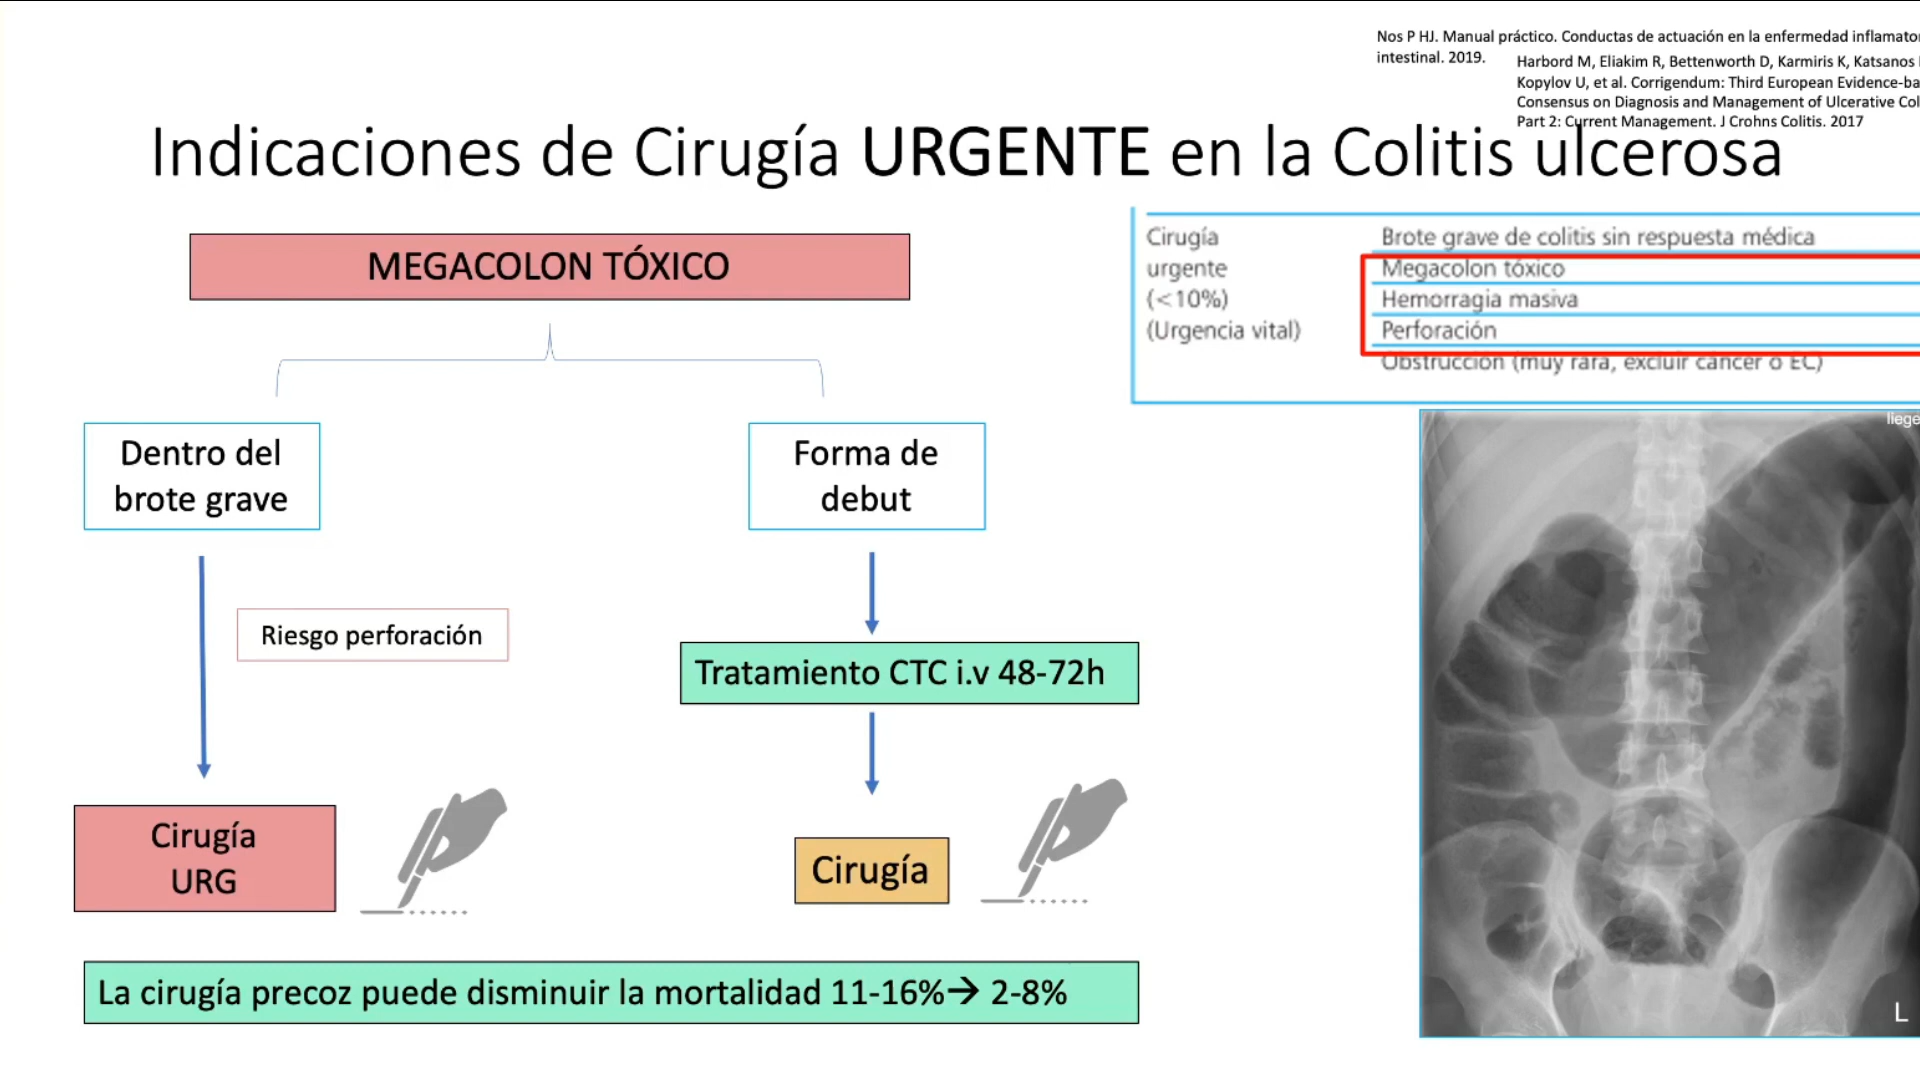 Nos P HJ. Manual práctico. Conductas de actuación en la enfermedad
intestinal. 2019.
Harbord M, Eliakim R, Bettenworth D, Karmiris K, Katsanos
Kopylov U, et al. Corrigendum: Third European
Consensus on Diagnosis and Management of Ulcerative
Part 2: Current Management. J Crohns Colitis. 2017
Indicaciones de Cirugía URGENTE en la Colitis ulcerosa
MEGACOLON TÓXICO
Cirugía
urgente
(<10%)
(Urgencia vital)
Brote grave de colitis sin respuesta médica
Megacolon tóxico
Hemorragia masiva
Perforación
Obstrucción (muy rara, excluir cáncer o EC)
Dentro del
brote grave
Forma de
debut
Riesgo perforación
Tratamiento CTC i.v 48-72h
Cirugía
URG
Cirugía
La cirugía precoz puede disminuir la mortalidad 11-16%→ 2-8%
L